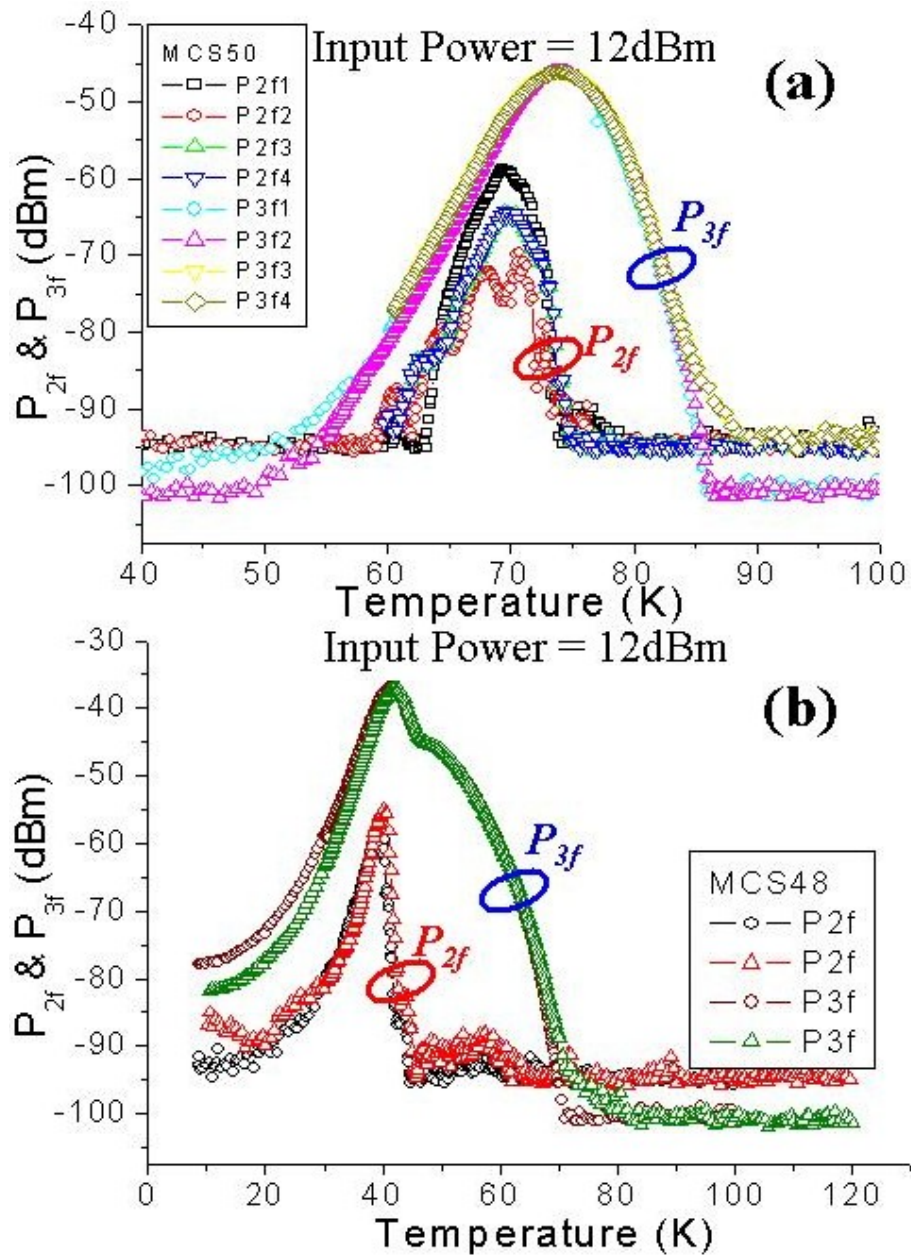 Input Power = 12dBm
(a)
MCS50
P2f1
P2f2
P2f3
P2f4
P3f1
P3f2
P3f3
P3f4
P3f
P2f
P2f & P3f (dBm)
-40
-50
-60
-70
-80
-90
-100
40 50 60 70 80 90 100
Temperature (K)
Input Power = 12dBm
(b)
P3f
P2f
MCS48
P2f
P2f
P3f
P3f
P2f & P3f (dBm)
-30
-40
-50
-60
-70
-80
-90
-100
0 20 40 60 80 100 120
Temperature (K)